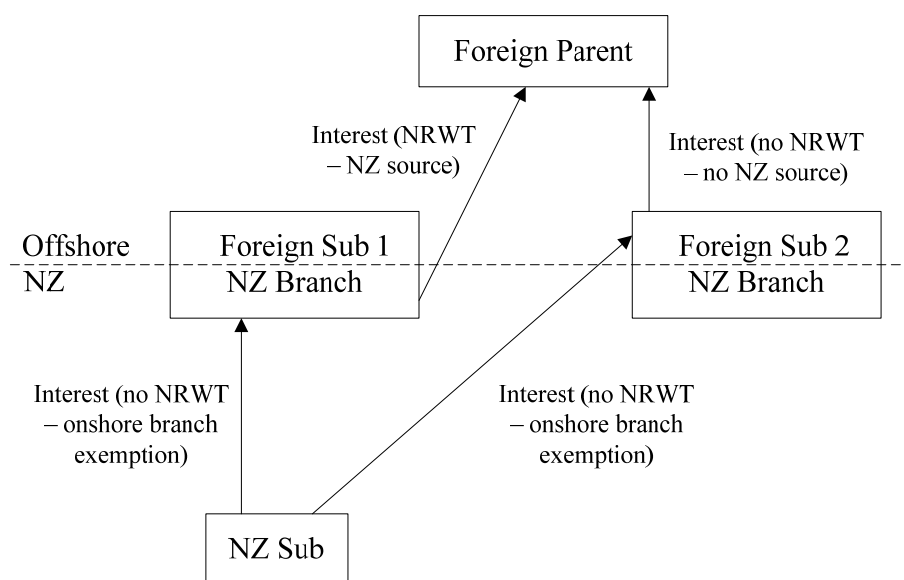 Foreign Parent
Interest (NRWT
– NZ source)
Interest (no NRWT
– no NZ source)
Offshore
NZ
Foreign Sub 1
NZ Branch
Foreign Sub 2
NZ Branch
Interest (no NRWT
– onshore branch
exemption)
Interest (no NRWT
– onshore branch
exemption)
NZ Sub